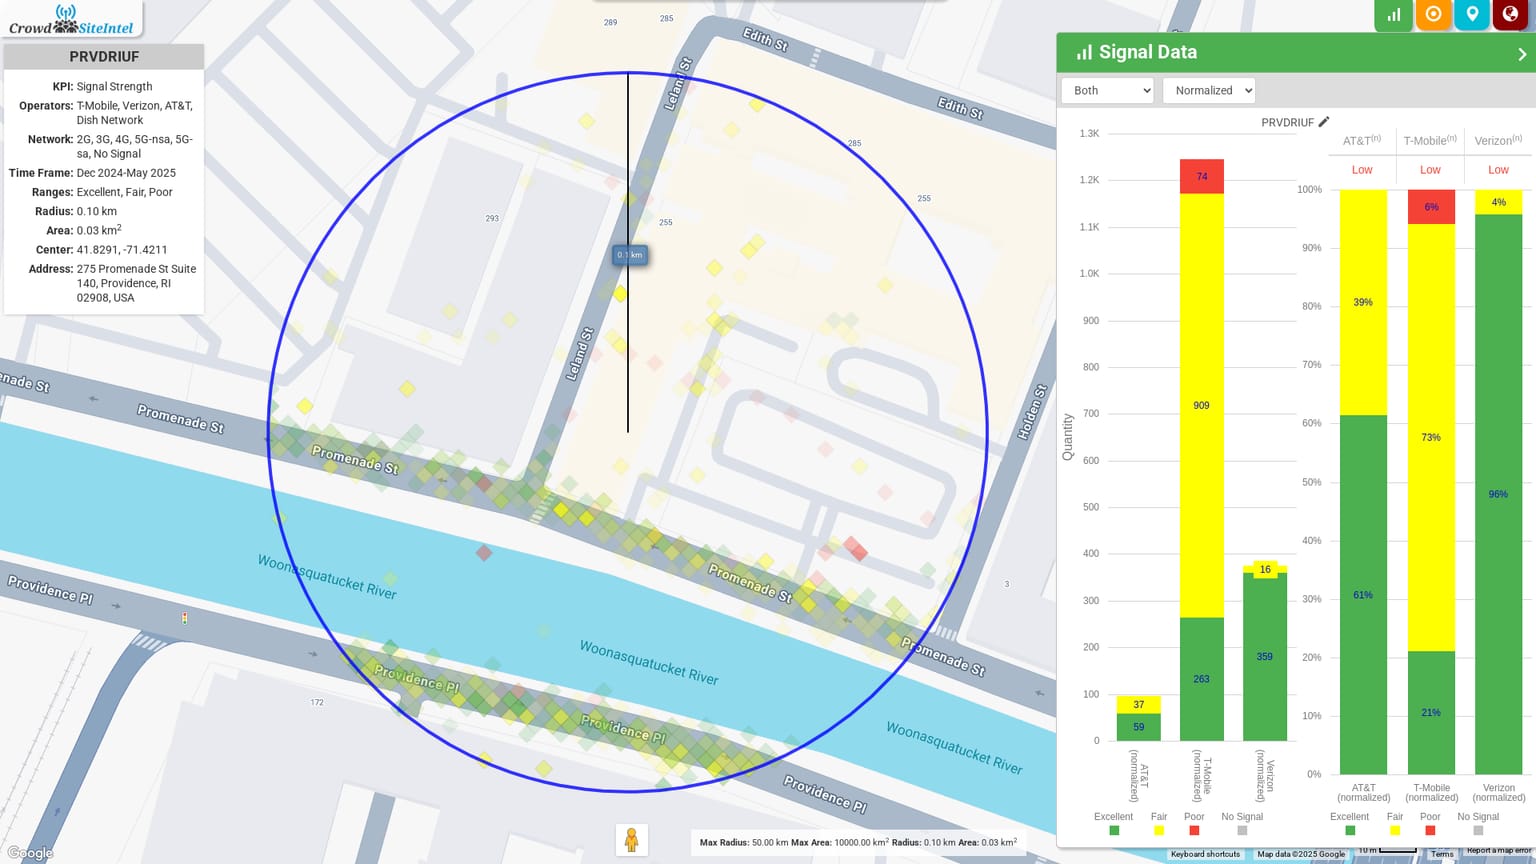 Crowd SiteIntel
PRVDRIUF
KPI: Signal Strength
Operators: T-Mobile, Verizon, AT&T,
Dish Network
Network: 2G, 3G, 4G, 5G-nsa, 5G-
sa, No Signal
Time Frame: Dec 2024-May 2025
Ranges: Excellent, Fair, Poor
Radius: 0.10 km
Area: 0.03 km²
Center: 41.8291, -71.4211
Address: 275 Promenade St Suite
140, Providence, RI
02908, USA
289
285
Edith St
Edith St
Leland St
285
255
293
255
0.1 km
Leland St
Holden St
Promenade St
Promenade St
Promenade St
Promenade St
3
Woonasquatucket River
Woonasquatucket River
Woonasquatucket River
Providence Pl
Providence Pl
Providence Pl
Providence Pl
172
Google
Max Radius: 50.00 km Max Area: 10000.00 km² Radius: 0.10 km Area: 0.03 km²
Signal Data
Both
Normalized
PRVDRIUF
Quantity
1.3K
1.2K
1.1K
1.0K
900
800
700
600
500
400
300
200
100
0
37
59
74
909
263
16
359
AT&T
(normalized)
T-Mobile
(normalized)
Verizon
(normalized)
Excellent
Fair
Poor
No Signal
AT&T(n)
T-Mobile(n)
Verizon(n)
Low
Low
Low
100%
90%
80%
70%
60%
50%
40%
30%
20%
10%
0%
39%
61%
6%
73%
21%
4%
96%
AT&T
(normalized)
T-Mobile
(normalized)
Verizon
(normalized)
Excellent
Fair
Poor
No Signal
Keyboard shortcuts
Map data ©2025 Google
10 m
Terms
Report a map error